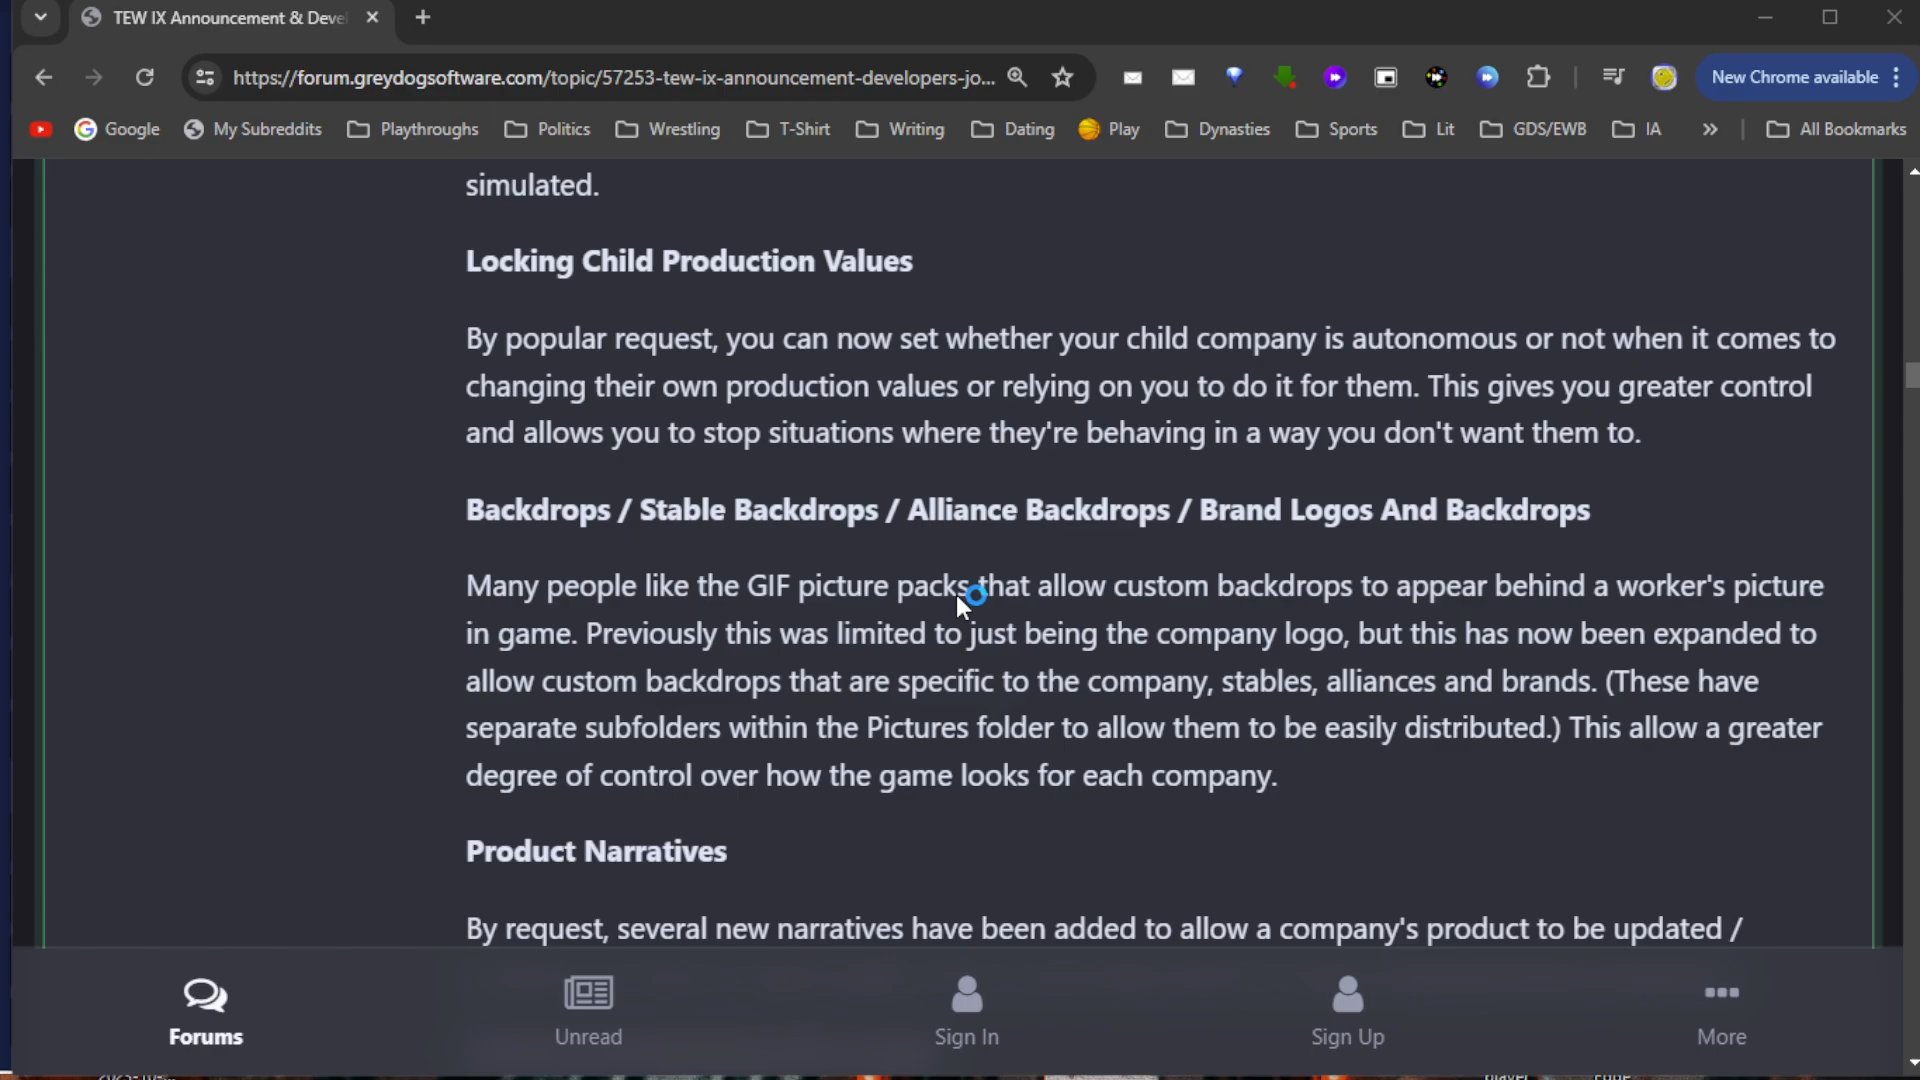 TEW IX Announcement & Deve
https://forum.greydogsoftware.com/topic/57253-tew-ix-announcement-developers-jo...
New Chrome available
Google
My Subreddits
Playthroughs
Politics
Wrestling
T-Shirt
Writing
Dating
Play
Dynasties
Sports
Lit
GDS/EWB
IA
All Bookmarks
simulated.
Locking Child Production Values
By popular request, you can now set whether your child company is autonomous or not when it comes to
changing their own production values or relying on you to do it for them. This gives you greater control
and allows you to stop situations where they're behaving in a way you don't want them to.
Backdrops / Stable Backdrops / Alliance Backdrops / Brand Logos And Backdrops
Many people like the GIF picture packs that allow custom backdrops to appear behind a worker's picture
in game. Previously this was limited to just being the company logo, but this has now been expanded to
allow custom backdrops that are specific to the company, stables, alliances and brands. (These have
separate subfolders within the Pictures folder to allow them to be easily distributed.) This allow a greater
degree of control over how the game looks for each company.
Product Narratives
By request, several new narratives have been added to allow a company's product to be updated /
Forums
Unread
Sign In
Sign Up
More